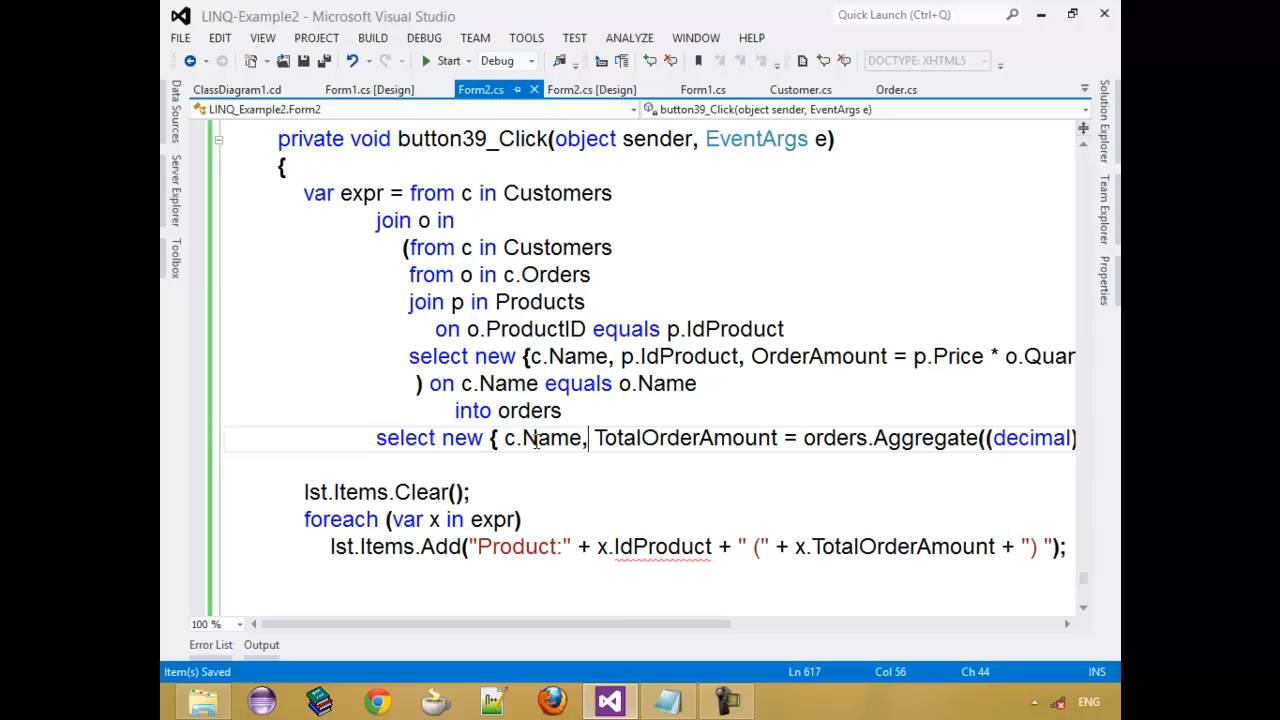 LINQ-Example2 - Microsoft Visual Studio
Quick Launch (Ctrl+Q)
FILE EDIT VIEW PROJECT BUILD DEBUG TEAM TOOLS TEST ANALYZE WINDOW HELP
Start Debug DOCTYPE: XHTML5
ClassDiagram1.cd Form1.cs [Design] Form2.cs Form2.cs [Design] Form1.cs Customer.cs Order.cs
LINQ_Example2.Form2 button39_Click(object sender, EventArgs e)
Data Sources
Server Explorer
Toolbox
private void button39_Click(object sender, EventArgs e)
{
var expr = from c in Customers
join o in
(from c in Customers
from o in c.Orders
join p in Products
on o.ProductID equals p.IdProduct
select new {c.Name, p.IdProduct, OrderAmount = p.Price * o.Quar
) on c.Name equals o.Name
into orders
select new { c.Name, TotalOrderAmount = orders.Aggregate((decimal)
lst.Items.Clear();
foreach (var x in expr)
lst.Items.Add("Product:" + x.IdProduct + " (" + x.TotalOrderAmount + ") ");
Solution Explorer
Team Explorer
Properties
100 %
Error List Output
Item(s) Saved Ln 617 Col 56 Ch 44 INS
ENG